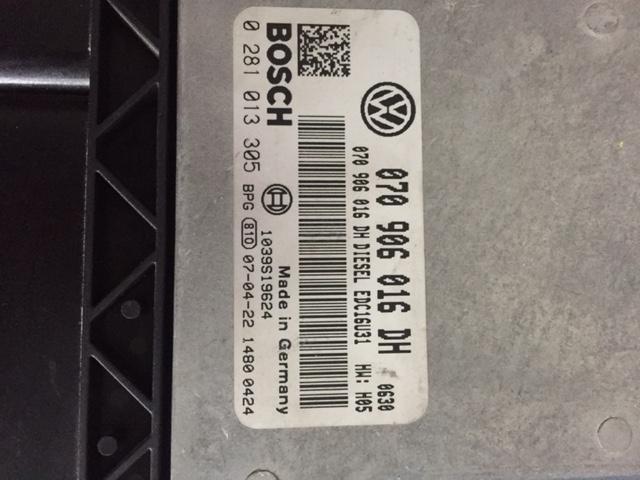 070 906 016 DH
070 906 016 DH DIESEL EDC16U31 HW: H05
0630
BOSCH
1039S19624
Made in Germany
0 281 013 305 BPG 81D 07-04-22 1480 0424